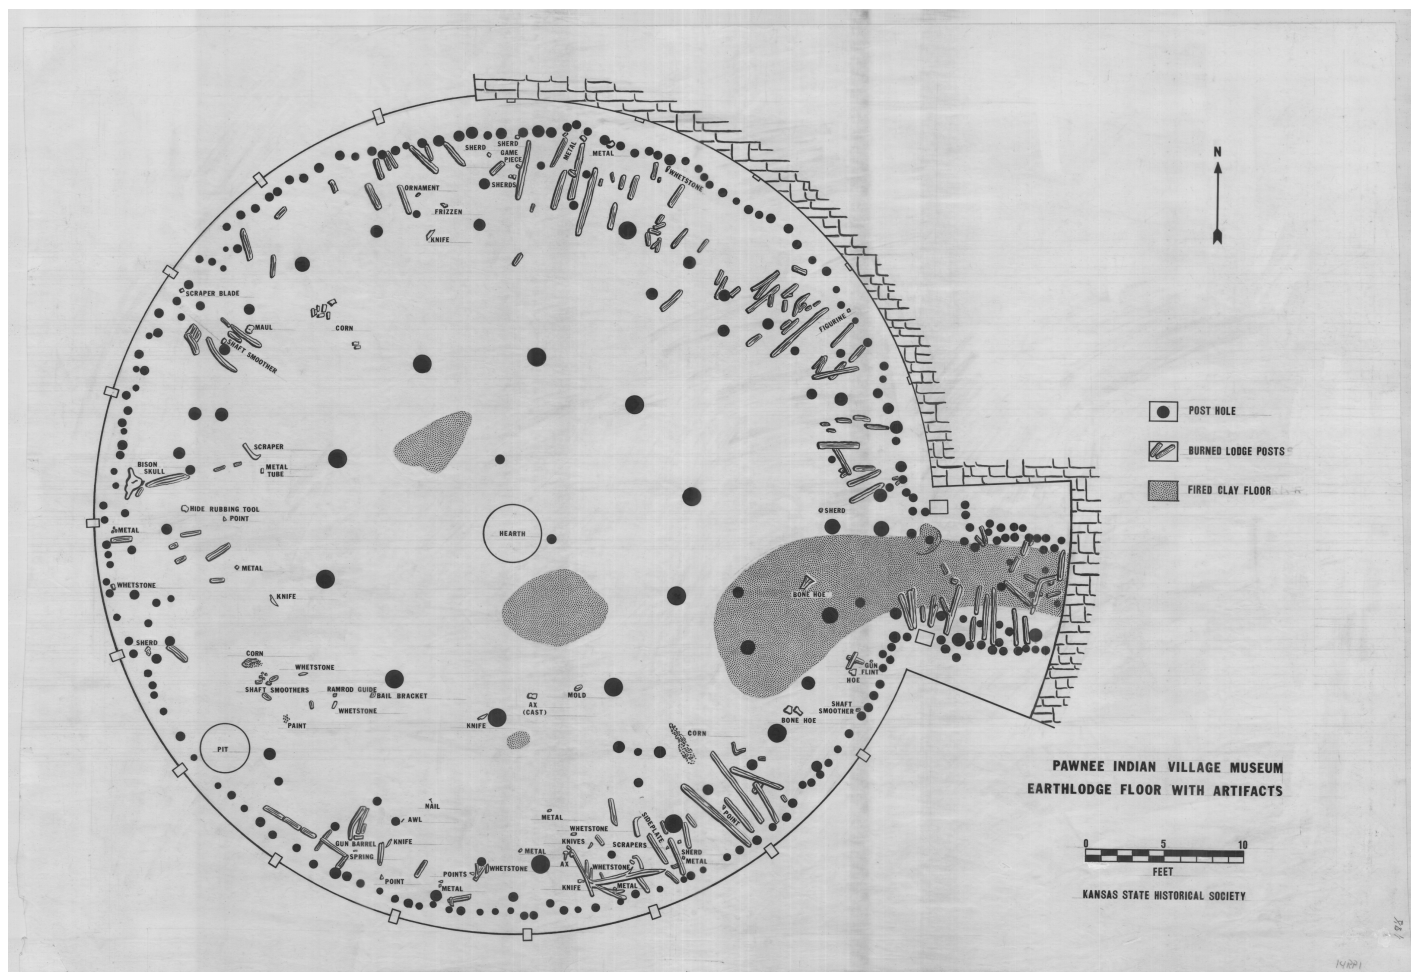 SHERD
SHERD
GAME
PIECE
METAL
METAL
WHETSTONE
SHERDS
ORNAMENT
FRIZZEN
KNIFE
N
SCRAPER BLADE
MAUL
CORN
SHAFT SMOOTHER
FIGURINE
POST HOLE
BURNED LODGE POSTS
FIRED CLAY FLOOR
SCRAPER
BISON
SKULL
METAL
TUBE
HIDE RUBBING TOOL
POINT
SHERD
METAL
HEARTH
METAL
WHETSTONE
KNIFE
BONE HOE
SHERD
CORN
WHETSTONE
GUN
FLINT
HOE
SHAFT SMOOTHERS
RAMROD GUIDE
BAIL BRACKET
MOLD
AX
(CAST)
SHAFT
SMOOTHER
WHETSTONE
PAINT
KNIFE
BONE HOE
CORN
PIT
PAWNEE INDIAN VILLAGE MUSEUM
EARTHLODGE FLOOR WITH ARTIFACTS
NAIL
AWL
METAL
SIDEPLATE
POINT
WHETSTONE
GUN BARREL
KNIFE
KNIVES
SCRAPERS
SPRING
METAL
AX
SHERD
METAL
WHETSTONE
WHETSTONE
POINTS
POINT
METAL
KNIFE
METAL
0 5 10
FEET
KANSAS STATE HISTORICAL SOCIETY